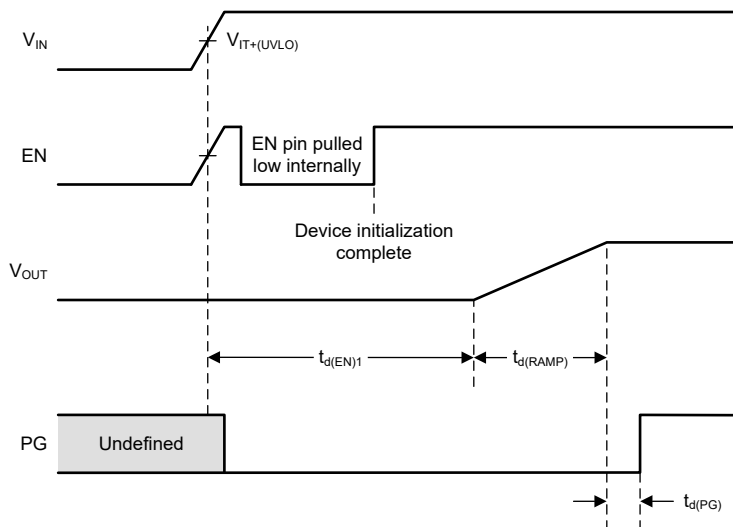 VIN
VIT+(UVLO)
EN
EN pin pulled
low internally
Device initialization
complete
VOUT
td(EN)1
td(RAMP)
PG
Undefined
td(PG)